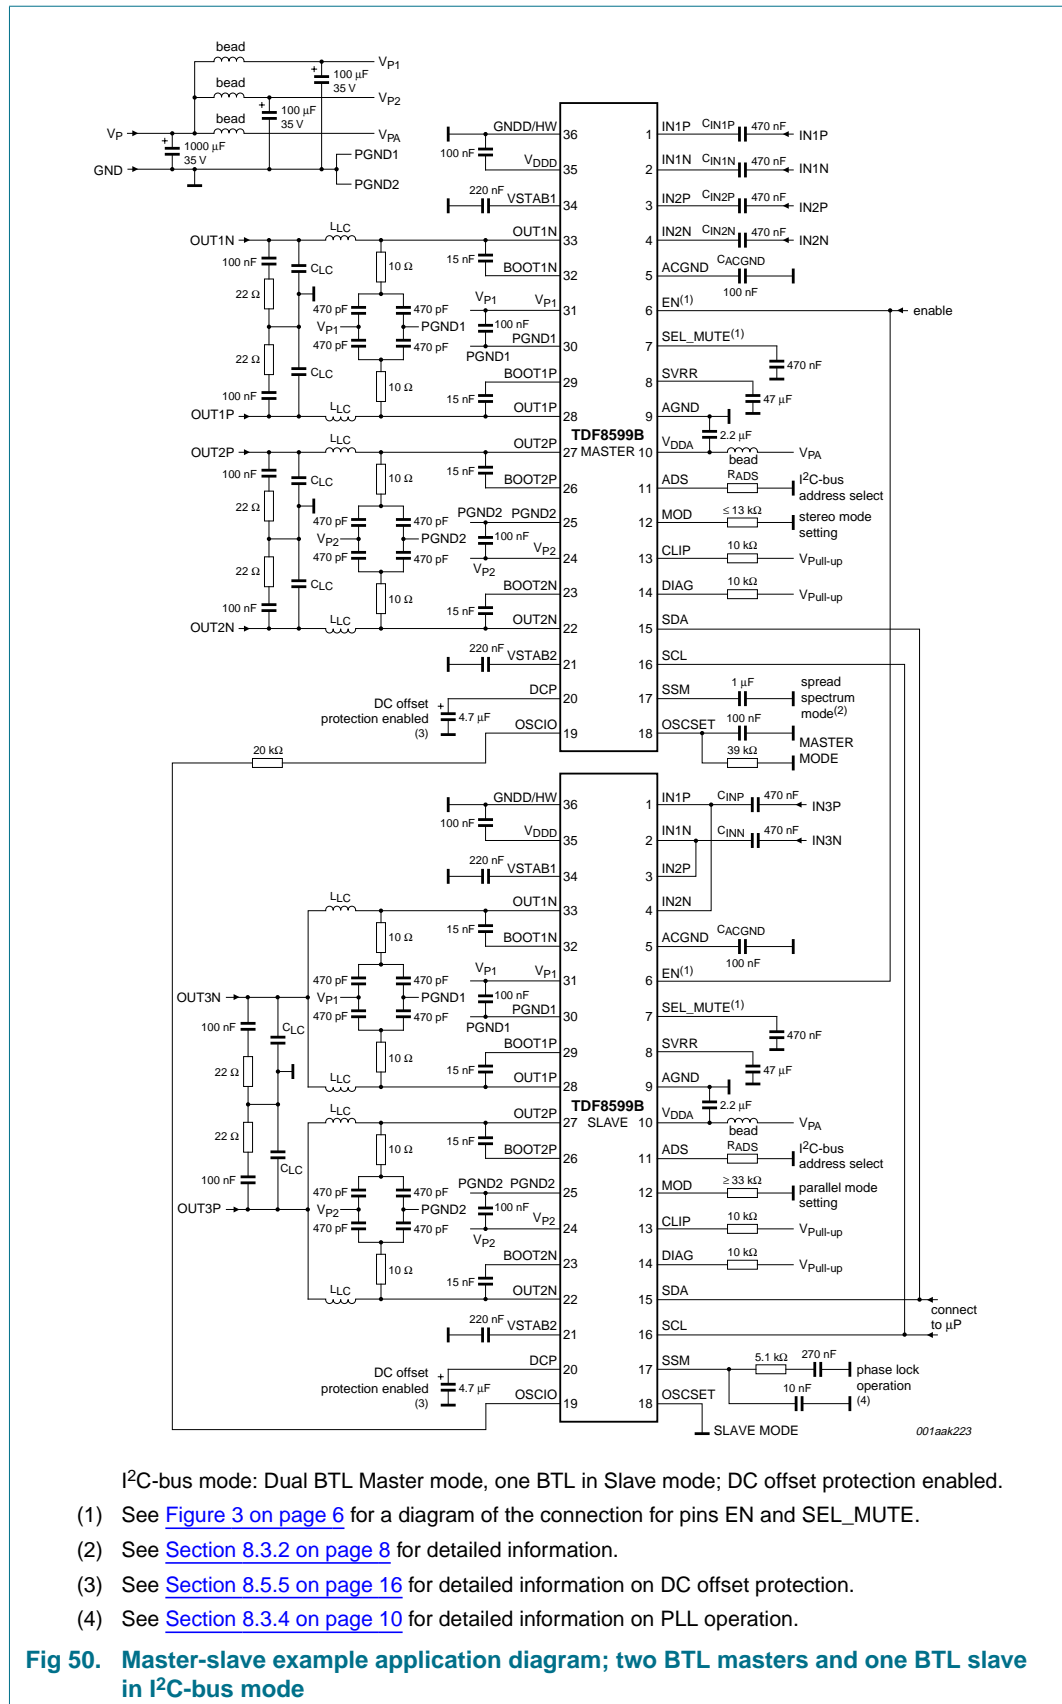 bead
VP1
100 μF
35 V
bead
VP2
100 μF
35 V
bead
VP
VPA
1000 μF
35 V
GND
PGND1
PGND2
GNDD/HW 36
100 nF
VDDD 35
220 nF
VSTAB1 34
OUT1N
LLC
OUT1N 33
100 nF
CLC
10 Ω
15 nF
BOOT1N 32
22 Ω
470 pF
470 pF
VP1
VP1 31
VP1
PGND1
100 nF
470 pF
470 pF
PGND1
PGND1 30
22 Ω
CLC
10 Ω
BOOT1P 29
100 nF
15 nF
OUT1P
LLC
OUT1P 28
OUT2P
LLC
OUT2P 27
100 nF
CLC
10 Ω
15 nF
BOOT2P 26
22 Ω
470 pF
470 pF
PGND2
PGND2 25
VP2
PGND2
100 nF
470 pF
470 pF
VP2
VP2 24
22 Ω
CLC
10 Ω
BOOT2N 23
100 nF
15 nF
OUT2N
LLC
OUT2N 22
220 nF
VSTAB2 21
DC offset
protection enabled
(3)
4.7 μF
DCP 20
OSCIO 19
20 kΩ
TDF8599B
MASTER
1 IN1P CIN1P 470 nF IN1P
2 IN1N CIN1N 470 nF IN1N
3 IN2P CIN2P 470 nF IN2P
4 IN2N CIN2N 470 nF IN2N
5 ACGND CACGND
100 nF
6 EN(1) enable
7 SEL_MUTE(1)
470 nF
8 SVRR
47 μF
9 AGND
2.2 μF
10 VDDA
bead
VPA
11 ADS RADS I2C-bus
address select
12 MOD ≤ 13 kΩ stereo mode
setting
13 CLIP 10 kΩ VPull-up
14 DIAG 10 kΩ VPull-up
15 SDA
16 SCL
17 SSM 1 μF spread
spectrum
mode(2)
18 OSCSET 100 nF
39 kΩ
MASTER
MODE
GNDD/HW 36
100 nF
VDDD 35
220 nF
VSTAB1 34
LLC
OUT1N 33
10 Ω
15 nF
BOOT1N 32
470 pF
470 pF
VP1
VP1 31
OUT3N
VP1
PGND1
100 nF
470 pF
470 pF
PGND1
PGND1 30
100 nF
CLC
10 Ω
BOOT1P 29
22 Ω
15 nF
LLC
OUT1P 28
LLC
OUT2P 27
22 Ω
10 Ω
15 nF
BOOT2P 26
100 nF
CLC
470 pF
470 pF
PGND2
PGND2 25
OUT3P
VP2
PGND2
100 nF
470 pF
470 pF
VP2
VP2 24
10 Ω
BOOT2N 23
15 nF
LLC
OUT2N 22
220 nF
VSTAB2 21
DC offset
protection enabled
(3)
4.7 μF
DCP 20
OSCIO 19
TDF8599B
SLAVE
1 IN1P CINP 470 nF IN3P
2 IN1N CINN 470 nF IN3N
3 IN2P
4 IN2N
5 ACGND CACGND
100 nF
6 EN(1)
7 SEL_MUTE(1)
470 nF
8 SVRR
47 μF
9 AGND
2.2 μF
10 VDDA
bead
VPA
11 ADS RADS I2C-bus
address select
12 MOD ≥ 33 kΩ parallel mode
setting
13 CLIP 10 kΩ VPull-up
14 DIAG 10 kΩ VPull-up
15 SDA
connect
to μP
16 SCL
17 SSM 5.1 kΩ 270 nF
10 nF
phase lock
operation
(4)
18 OSCSET
SLAVE MODE
001aak223
I2C-bus mode: Dual BTL Master mode, one BTL in Slave mode; DC offset protection enabled.
(1) See Figure 3 on page 6 for a diagram of the connection for pins EN and SEL_MUTE.
(2) See Section 8.3.2 on page 8 for detailed information.
(3) See Section 8.5.5 on page 16 for detailed information on DC offset protection.
(4) See Section 8.3.4 on page 10 for detailed information on PLL operation.
Fig 50. Master-slave example application diagram; two BTL masters and one BTL slave
in I2C-bus mode